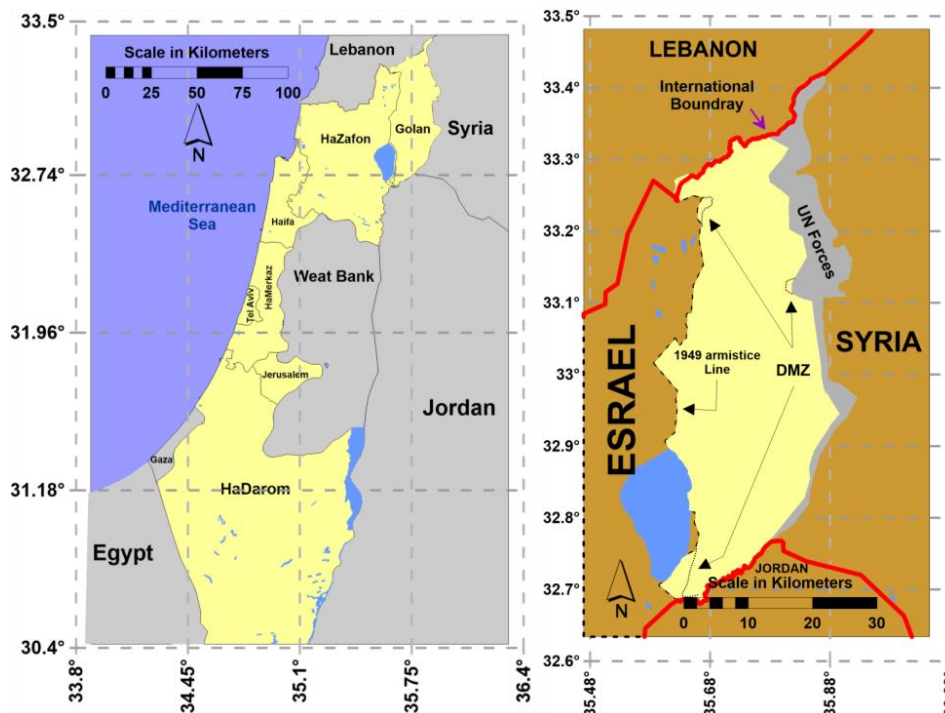 33.5°
Scale in Kilometers
0 25 50 75 100
N
Lebanon
HaZafon
Golan
Syria
32.74°
Mediterranean
Sea
Haifa
Weat Bank
HaMerkaz
Tel Aviv
31.96°
Jerusalem
Jordan
Gaza
31.18°
HaDarom
Egypt
30.4°
33.8°
34.45°
35.1°
35.75°
36.4°
33.5°
LEBANON
33.4°
International
Boundray
33.3°
UN Forces
33.2°
33.1°
ESRAEL
SYRIA
1949 armistice
Line
DMZ
33°
32.9°
32.8°
JORDAN
Scale in Kilometers
32.7°
N
0 10 20 30
32.6°
35.48°
35.68°
35.88°